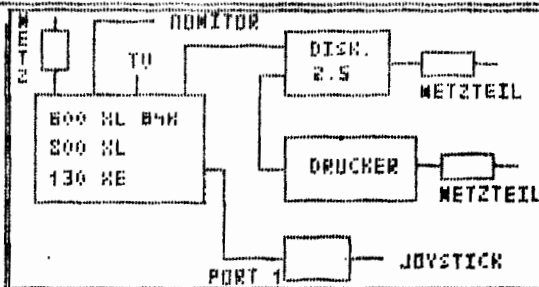 NETZ
MONITOR
TV
DISK.
2.5
NETZTEIL
600 XL 64K
800 XL
130 XE
DRUCKER
NETZTEIL
PORT 1
JOYSTICK